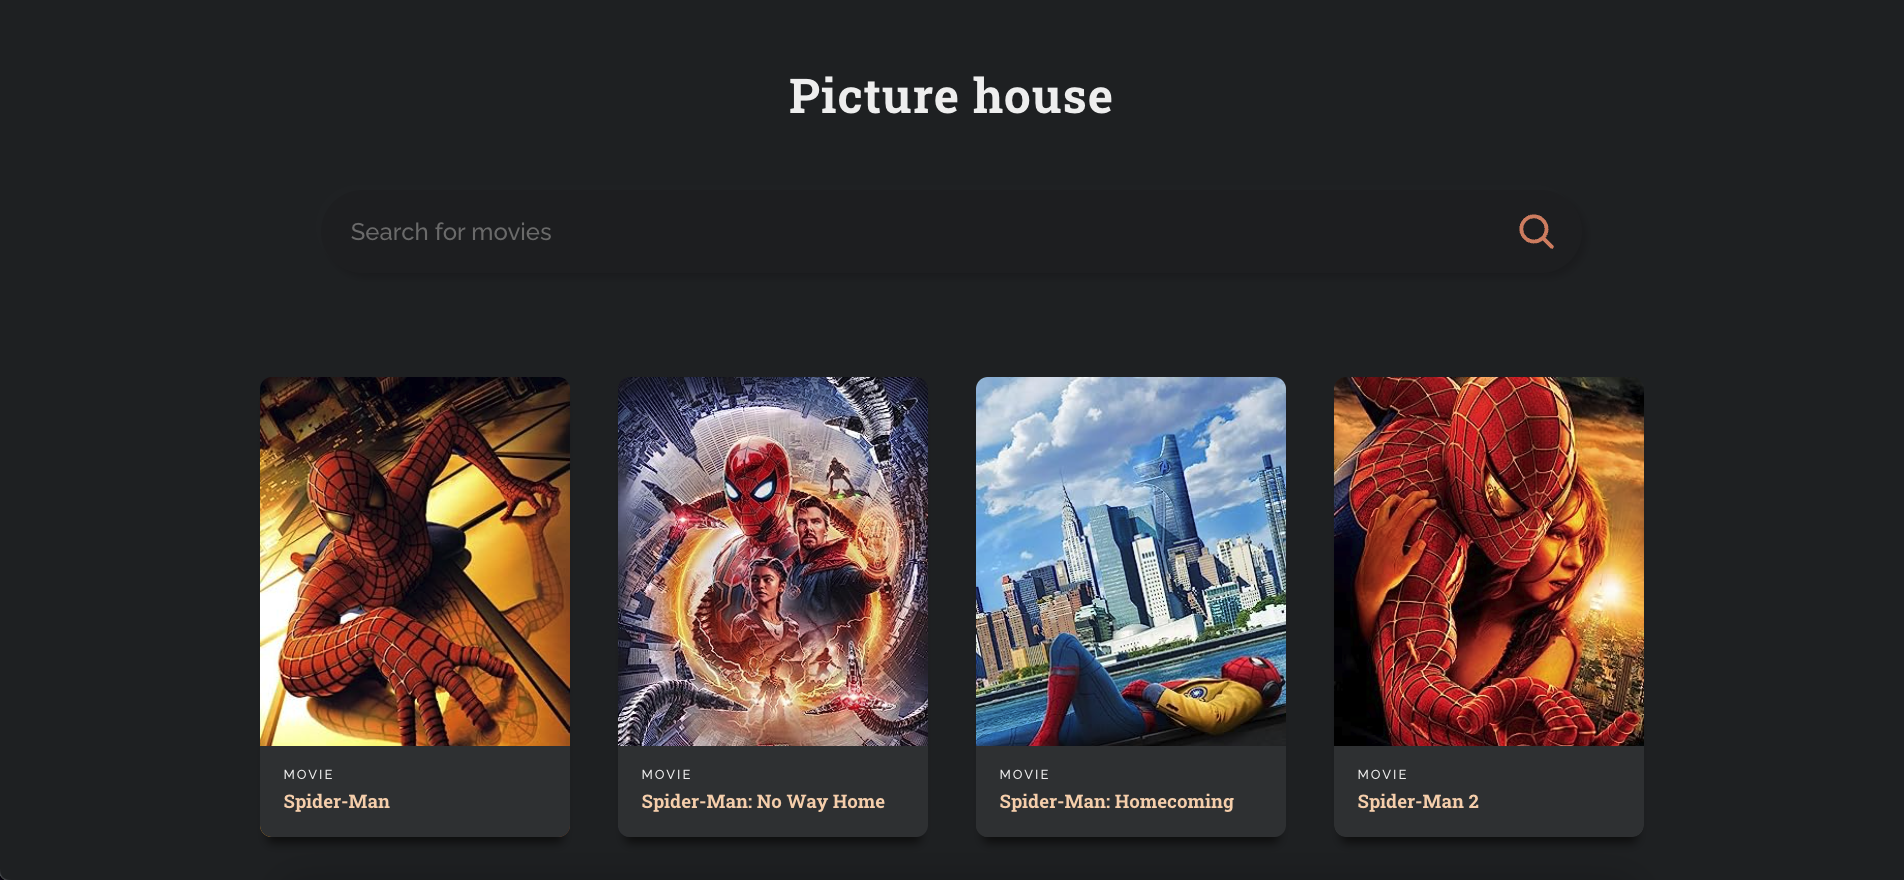 Picture house
Search for movies
MOVIE
Spider-Man
MOVIE
Spider-Man: No Way Home
MOVIE
Spider-Man: Homecoming
MOVIE
Spider-Man 2